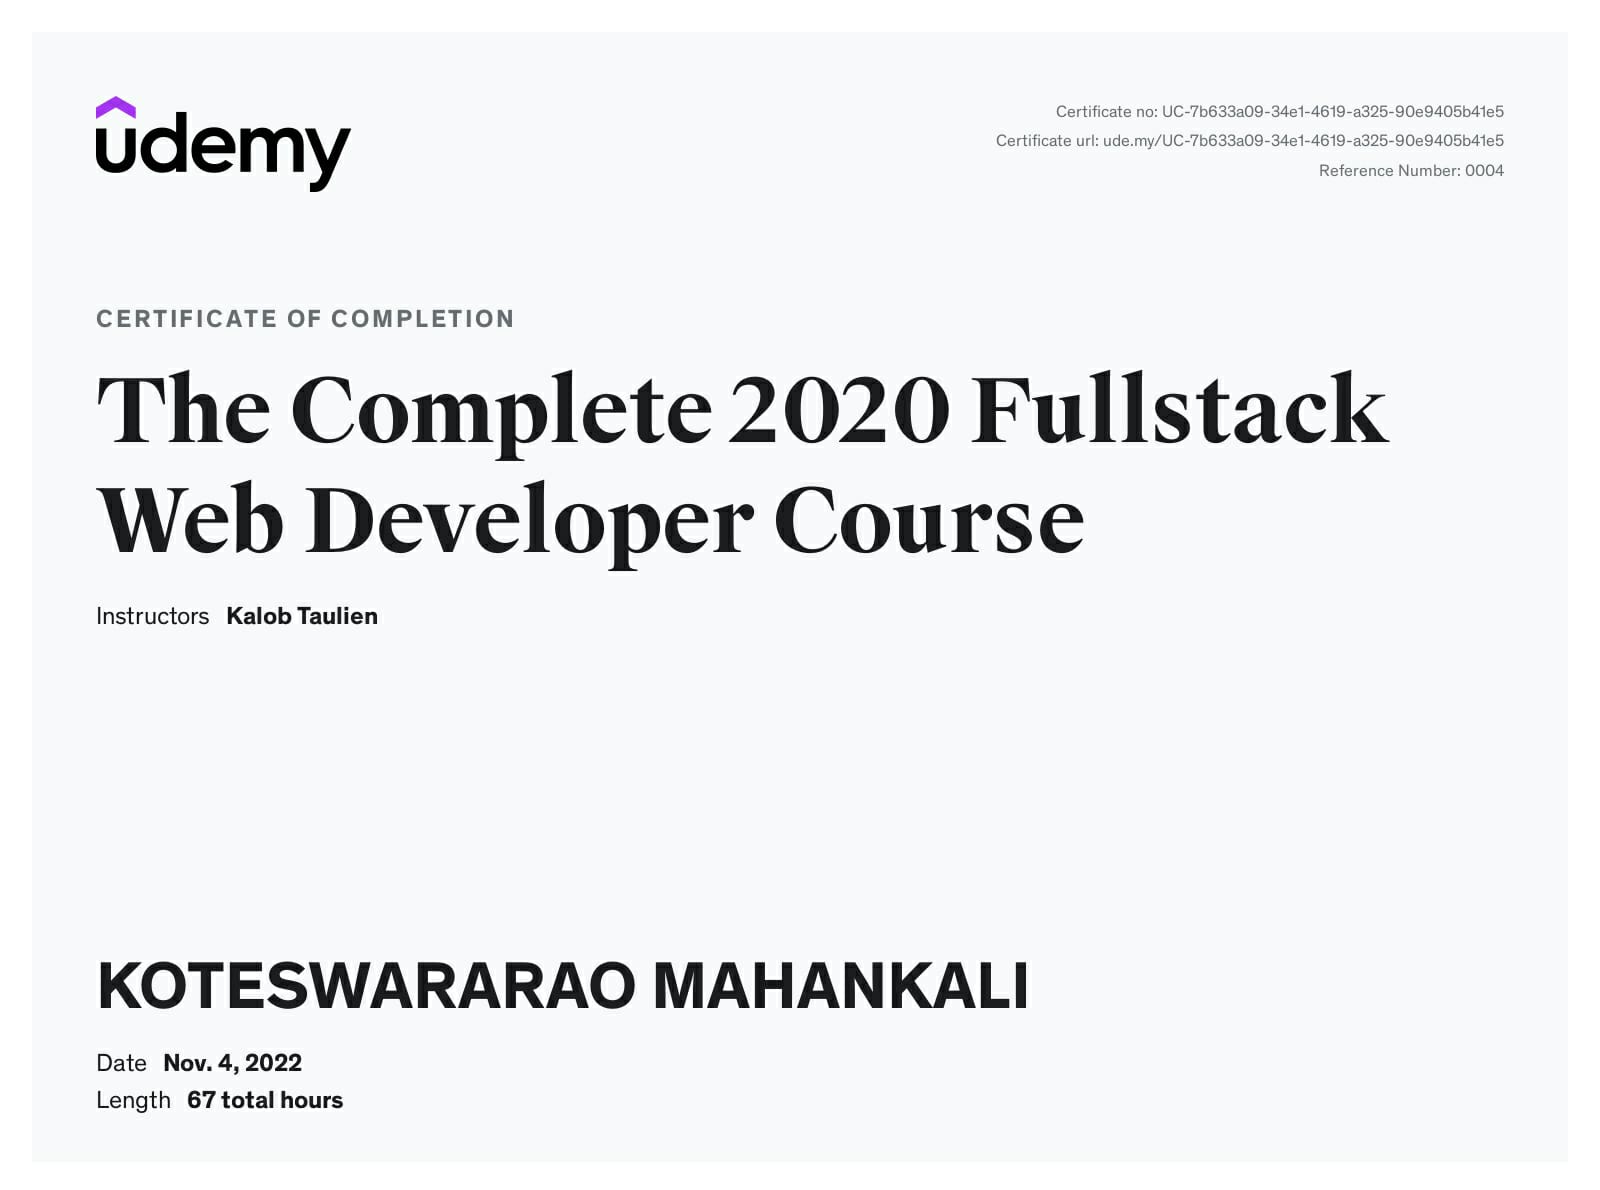 udemy
Certificate no: UC-7b633a09-34e1-4619-a325-90e9405b41e5
Certificate url: ude.my/UC-7b633a09-34e1-4619-a325-90e9405b41e5
Reference Number: 0004
CERTIFICATE OF COMPLETION
The Complete 2020 Fullstack
Web Developer Course
Instructors Kalob Taulien
KOTESWARARAO MAHANKALI
Date Nov. 4, 2022
Length 67 total hours